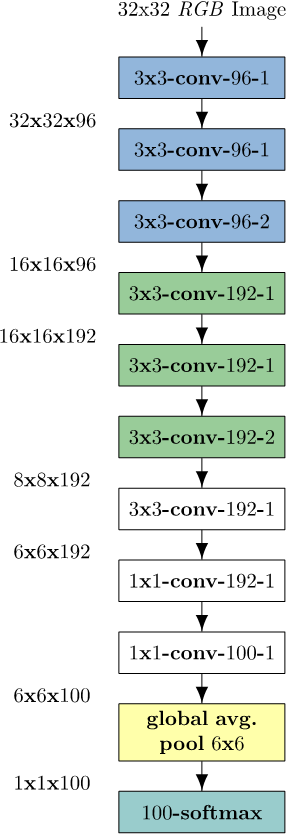 32x32 RGB Image
3x3-conv-96-1
32x32x96
3x3-conv-96-1
3x3-conv-96-2
16x16x96
3x3-conv-192-1
16x16x192
3x3-conv-192-1
3x3-conv-192-2
8x8x192
3x3-conv-192-1
6x6x192
1x1-conv-192-1
1x1-conv-100-1
6x6x100
global avg.
pool 6x6
1x1x100
100-softmax